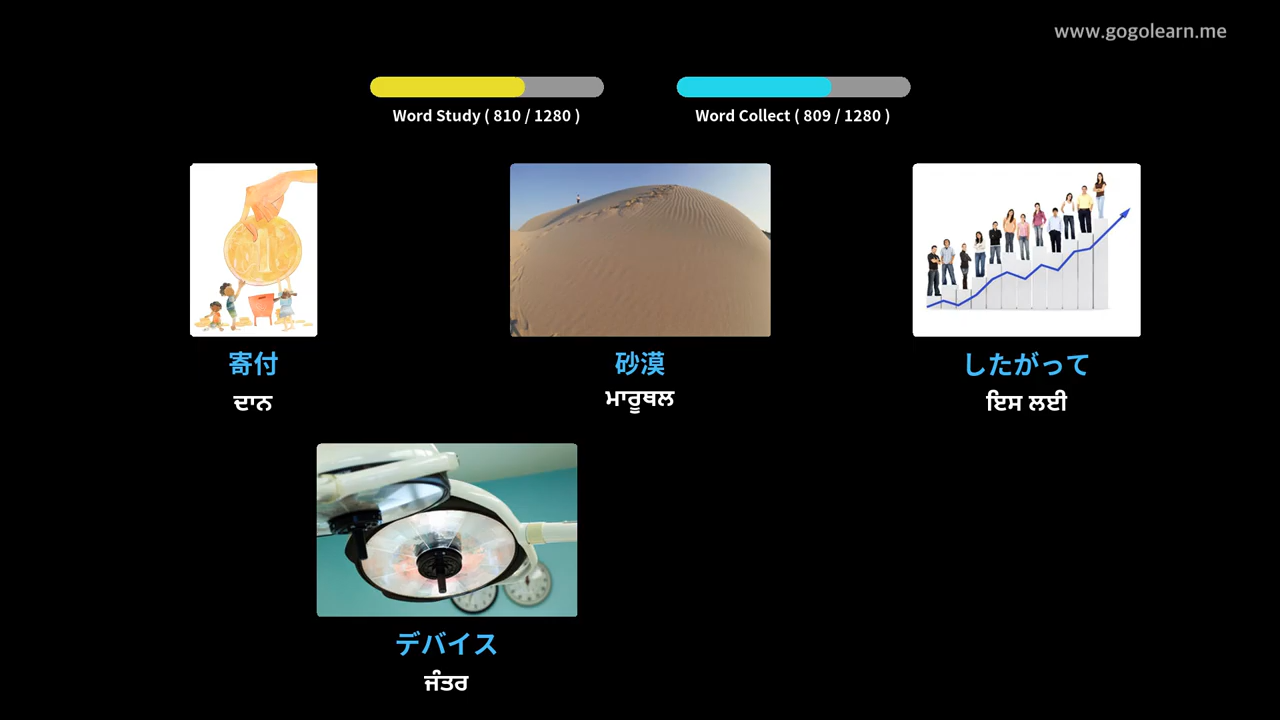 www.gogolearn.me
Word Study ( 810 / 1280 )
Word Collect ( 809 / 1280 )
寄付
砂漠
したがって
ਦਾਨ
ਮਾਰੂਥਲ
ਇਸ ਲਈ
デバイス
ਜੰਤਰ